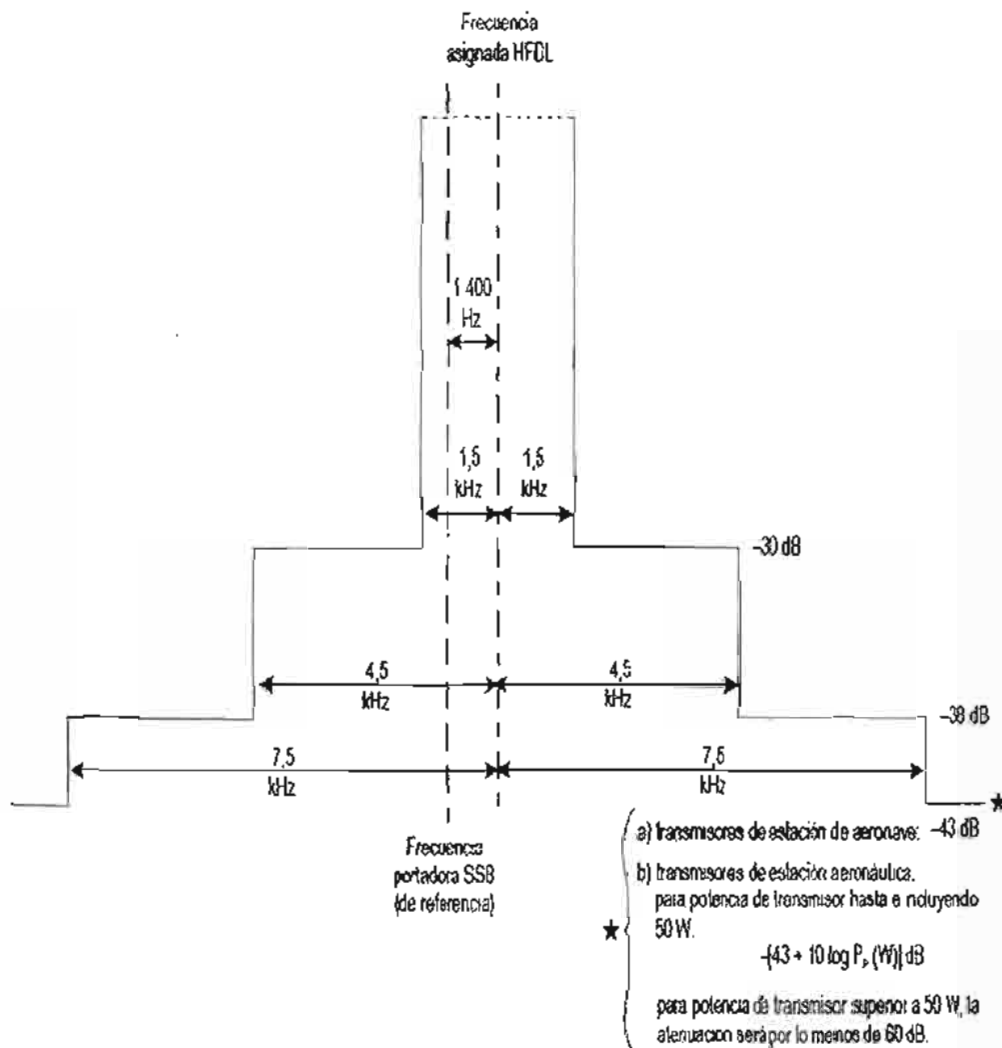 Frecuencia
asignada HFDL
1 400
Hz
1,5
kHz
1,5
kHz
-30 dB
4,5
kHz
4,5
kHz
-38 dB
7,5
kHz
7,5
kHz
★
Frecuencia
portadora SSB
(de referencia)
★
a) transmisores de estación de aeronave: -43 dB
b) transmisores de estación aeronáutica.
para potencia de transmisor hasta e incluyendo
50 W.
-[43 + 10 log Pp (W)] dB
para potencia de transmisor superior a 50 W, la
atenuación será por lo menos de 60 dB.